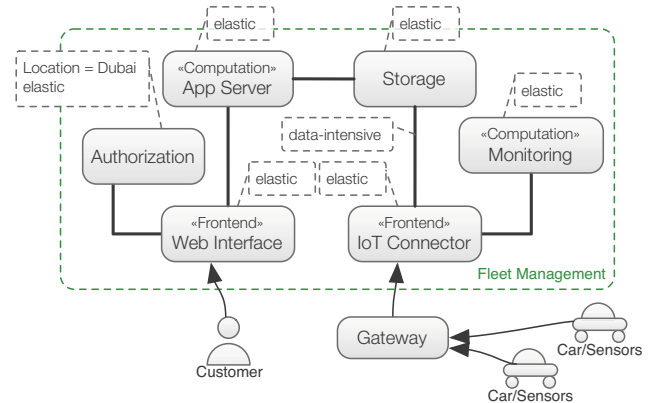 elastic
elastic
Location = Dubai
elastic
«Computation»
App Server
Storage
elastic
data-intensive
«Computation»
Monitoring
Authorization
elastic
elastic
«Frontend»
Web Interface
«Frontend»
IoT Connector
Fleet Management
Gateway
Car/Sensors
Customer
Car/Sensors